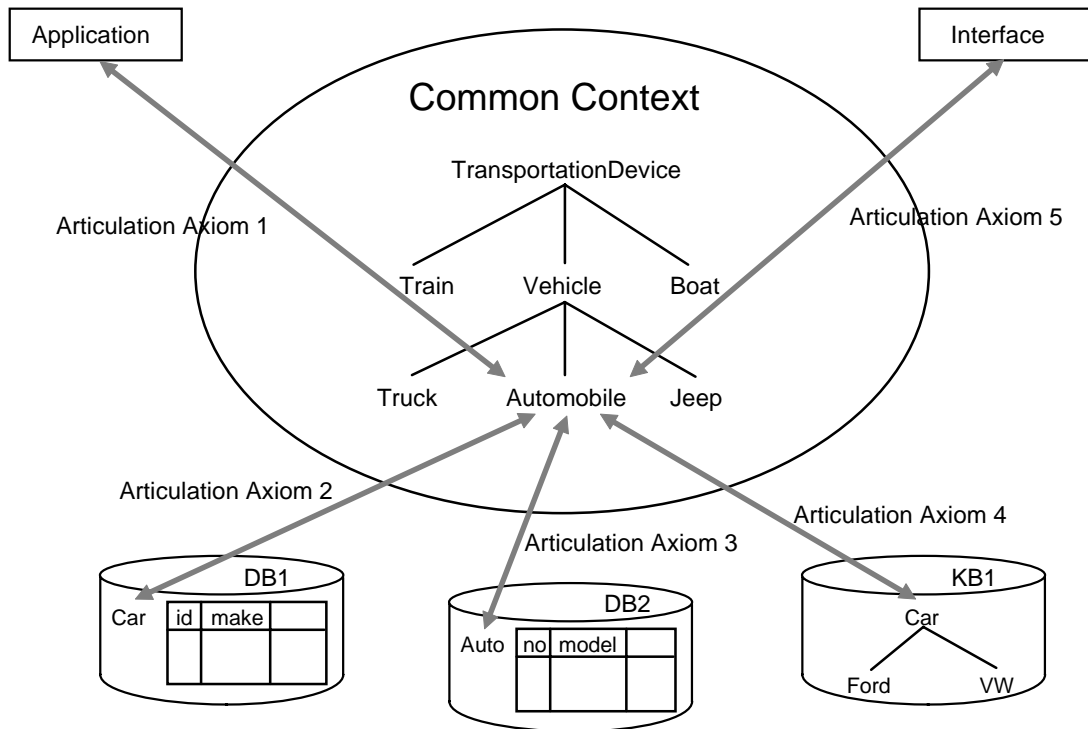 Application
Interface
Common Context
TransportationDevice
Articulation Axiom 1
Articulation Axiom 5
Train
Vehicle
Boat
Truck
Automobile
Jeep
Articulation Axiom 2
Articulation Axiom 3
Articulation Axiom 4
DB1
Car
id make
DB2
Auto
no model
KB1
Car
Ford
VW